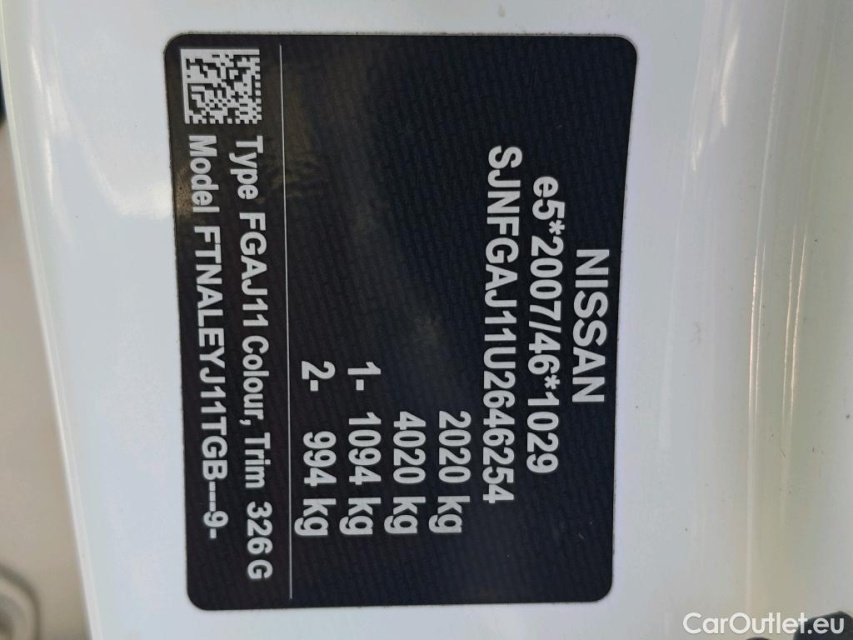 NISSAN
e5*2007/46*1029
SJNFGAJ11U2646254
2020 kg
4020 kg
1- 1094 kg
2- 994 kg
Type FGAJ11 Colour, Trim 326 G
Model FTNALEYJ11TGB---9-
CarOutlet.eu